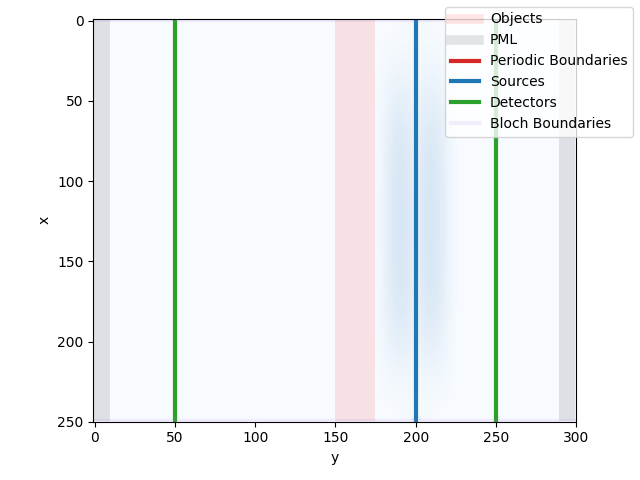 Objects
PML
Periodic Boundaries
Sources
Detectors
Bloch Boundaries
0
50
100
150
200
250
x
0 50 100 150 200 250 300
y